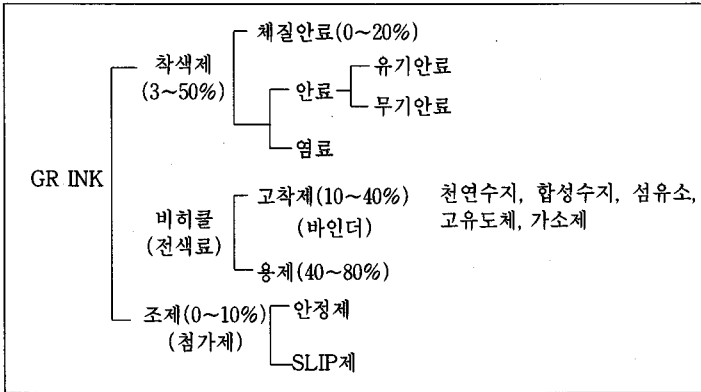 체질안료(0~20%)
착색제
(3~50%)
유기안료
안료
무기안료
염료
GR INK
고착제(10~40%) 천연수지, 합성수지, 섬유소,
비히클
(바인더) 고유도체, 가소제
(전색료)
용제(40~80%)
조제(0~10%) 안정제
(첨가제)
SLIP제